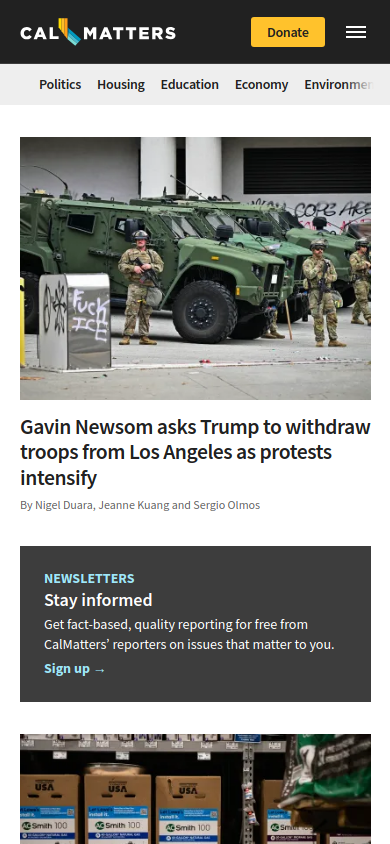 CAL MATTERS
Donate
Politics Housing Education Economy
COPS ARE
Fuck
ICE
Gavin Newsom asks Trump to withdraw
troops from Los Angeles as protests
intensify
By Nigel Duara, Jeanne Kuang and Sergio Olmos
NEWSLETTERS
Stay informed
Get fact-based, quality reporting for free from
CalMatters’ reporters on issues that matter to you.
Sign up →
USA
USA
Smith 100
Smith 100
Smith 100
Smith 100